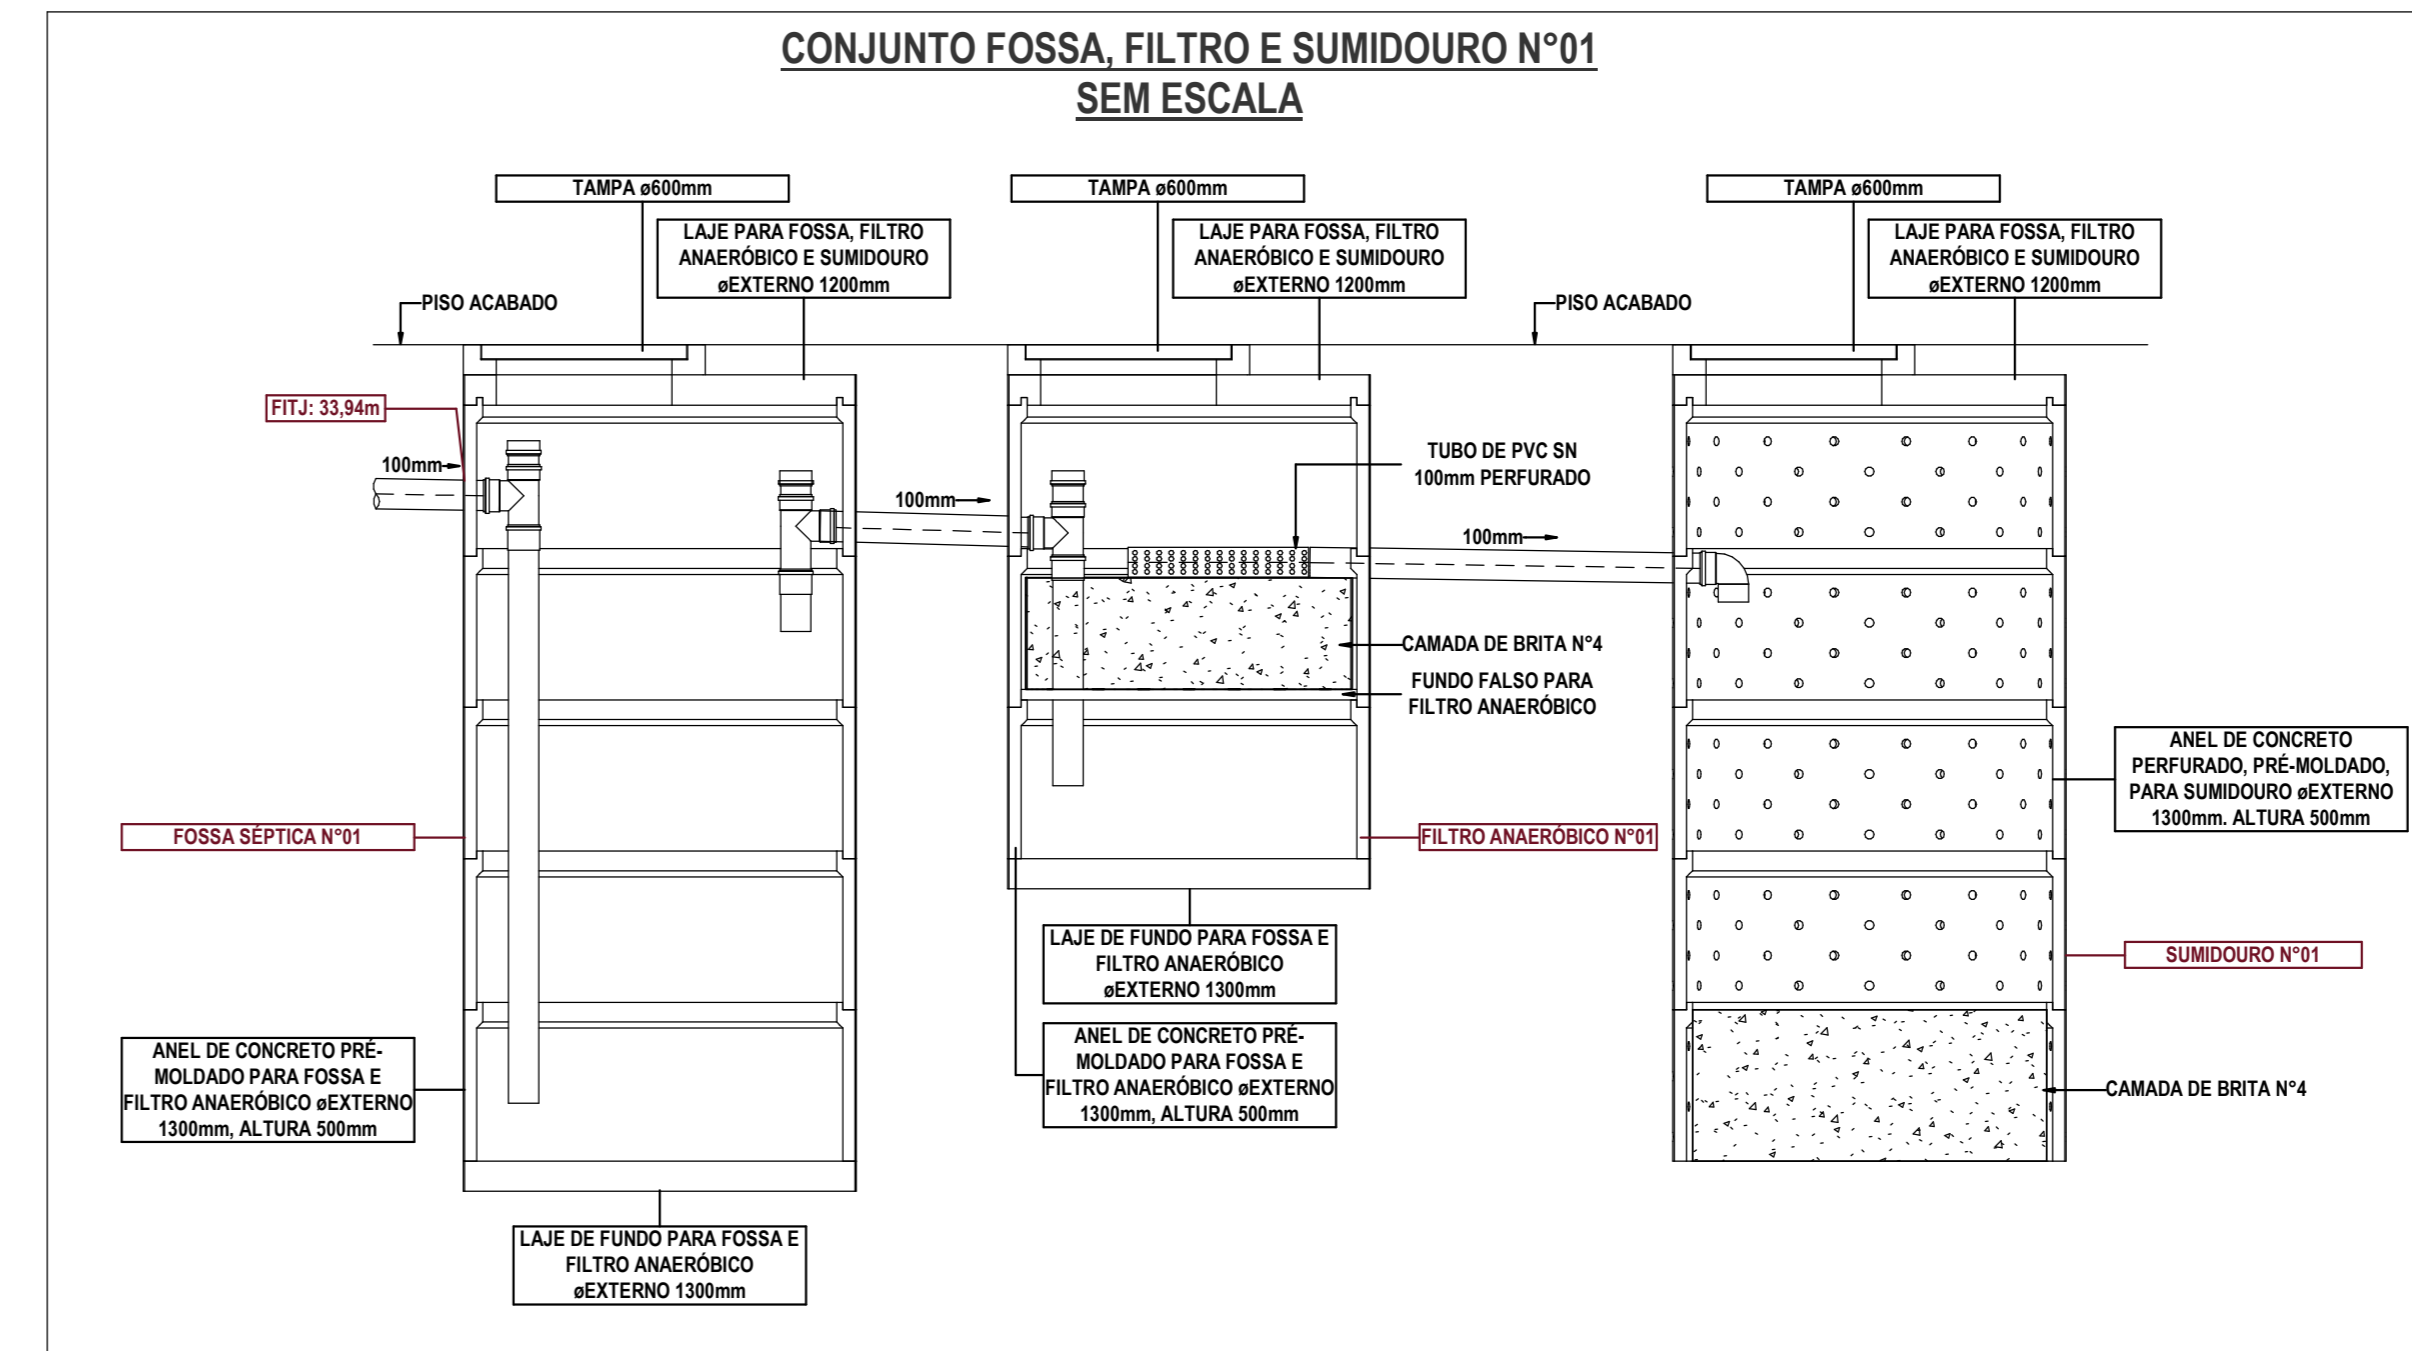 CONJUNTO FOSSA, FILTRO E SUMIDOURO N°01
SEM ESCALA
TAMPA ø600mm
LAJE PARA FOSSA, FILTRO
ANAERÓBICO E SUMIDOURO
øEXTERNO 1200mm
PISO ACABADO
FITJ: 33,94m
100mm
FOSSA SÉPTICA N°01
ANEL DE CONCRETO PRÉ-
MOLDADO PARA FOSSA E
FILTRO ANAERÓBICO øEXTERNO
1300mm, ALTURA 500mm
LAJE DE FUNDO PARA FOSSA E
FILTRO ANAERÓBICO
øEXTERNO 1300mm
TAMPA ø600mm
LAJE PARA FOSSA, FILTRO
ANAERÓBICO E SUMIDOURO
øEXTERNO 1200mm
100mm
TUBO DE PVC SN
100mm PERFURADO
CAMADA DE BRITA N°4
FUNDO FALSO PARA
FILTRO ANAERÓBICO
FILTRO ANAERÓBICO N°01
LAJE DE FUNDO PARA FOSSA E
FILTRO ANAERÓBICO
øEXTERNO 1300mm
ANEL DE CONCRETO PRÉ-
MOLDADO PARA FOSSA E
FILTRO ANAERÓBICO øEXTERNO
1300mm, ALTURA 500mm
TAMPA ø600mm
LAJE PARA FOSSA, FILTRO
ANAERÓBICO E SUMIDOURO
øEXTERNO 1200mm
PISO ACABADO
100mm
ANEL DE CONCRETO
PERFURADO, PRÉ-MOLDADO,
PARA SUMIDOURO øEXTERNO
1300mm. ALTURA 500mm
SUMIDOURO N°01
CAMADA DE BRITA N°4